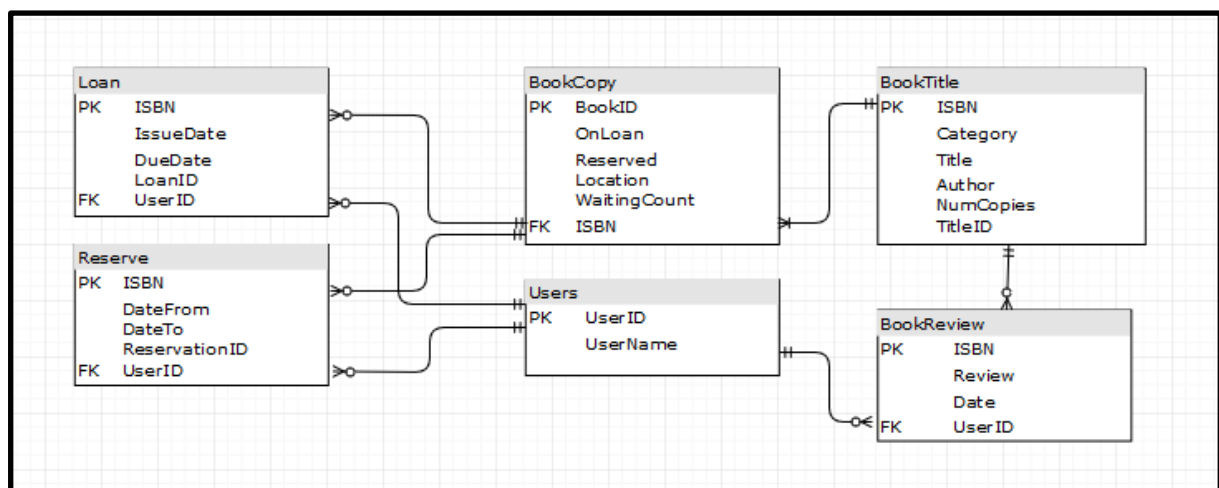 Loan
PK ISBN
IssueDate
DueDate
LoanID
FK UserID
Reserve
PK ISBN
DateFrom
DateTo
ReservationID
FK UserID
BookCopy
PK BookID
OnLoan
Reserved
Location
WaitingCount
FK ISBN
Users
PK UserID
UserName
BookTitle
PK ISBN
Category
Title
Author
NumCopies
TitleID
BookReview
PK ISBN
Review
Date
FK UserID